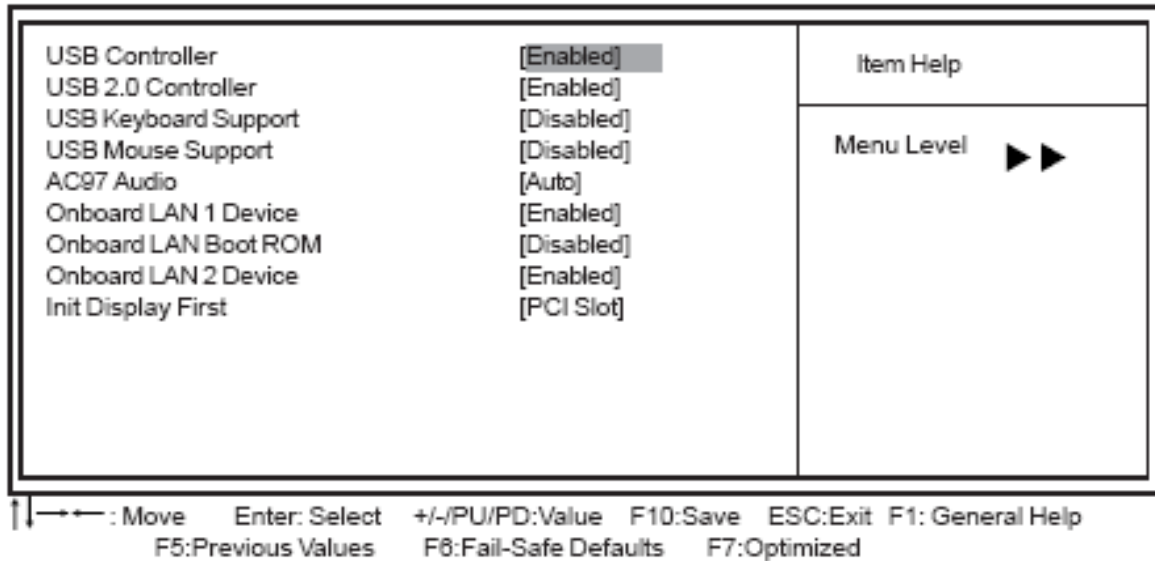 USB Controller [Enabled]
USB 2.0 Controller [Enabled]
USB Keyboard Support [Disabled]
USB Mouse Support [Disabled]
AC97 Audio [Auto]
Onboard LAN 1 Device [Enabled]
Onboard LAN Boot ROM [Disabled]
Onboard LAN 2 Device [Enabled]
Init Display First [PCI Slot]
Item Help
Menu Level ▶▶
↑↓→←: Move Enter: Select +/-/PU/PD:Value F10:Save ESC:Exit F1: General Help
F5:Previous Values F6:Fail-Safe Defaults F7:Optimized